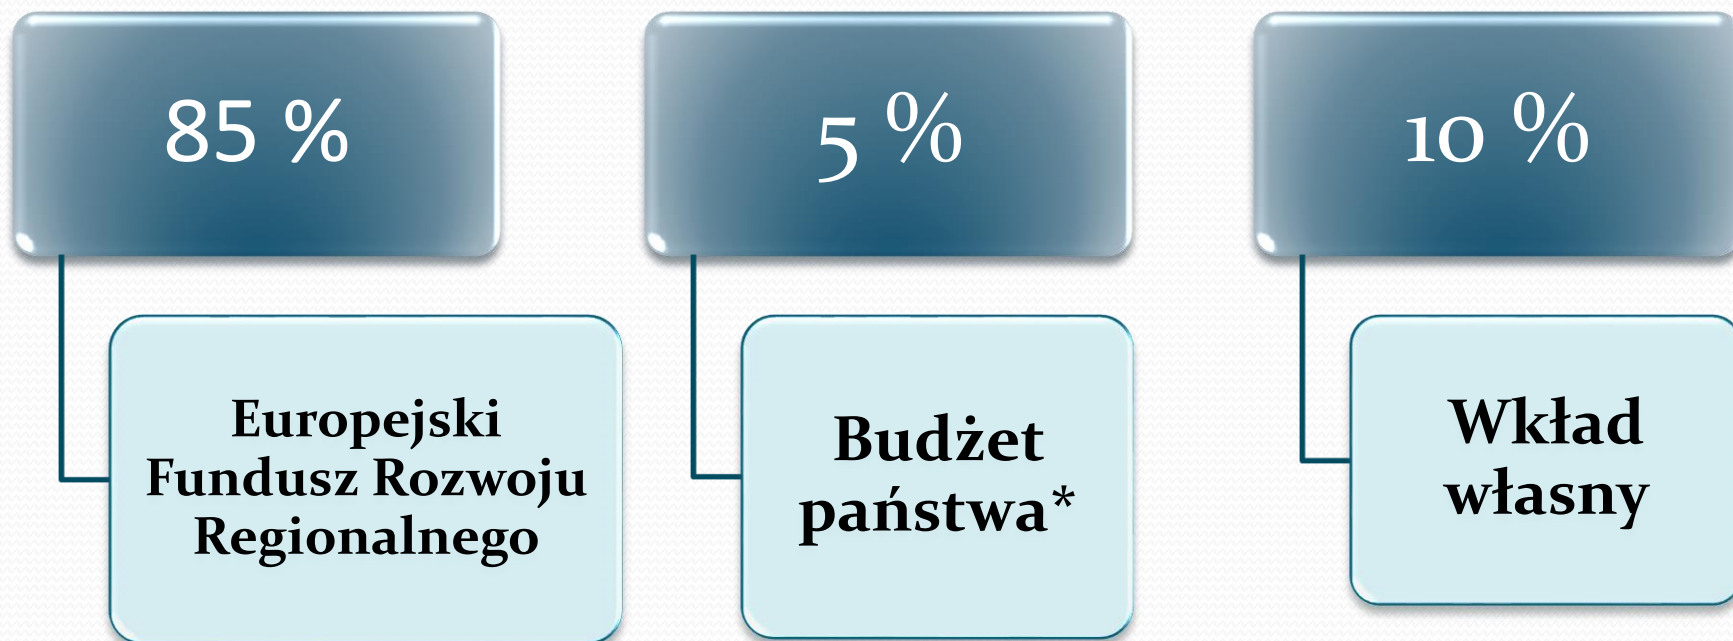 85 %
Europejski
Fundusz Rozwoju
Regionalnego
5 %
Budżet
państwa*
10 %
Wkład
własny